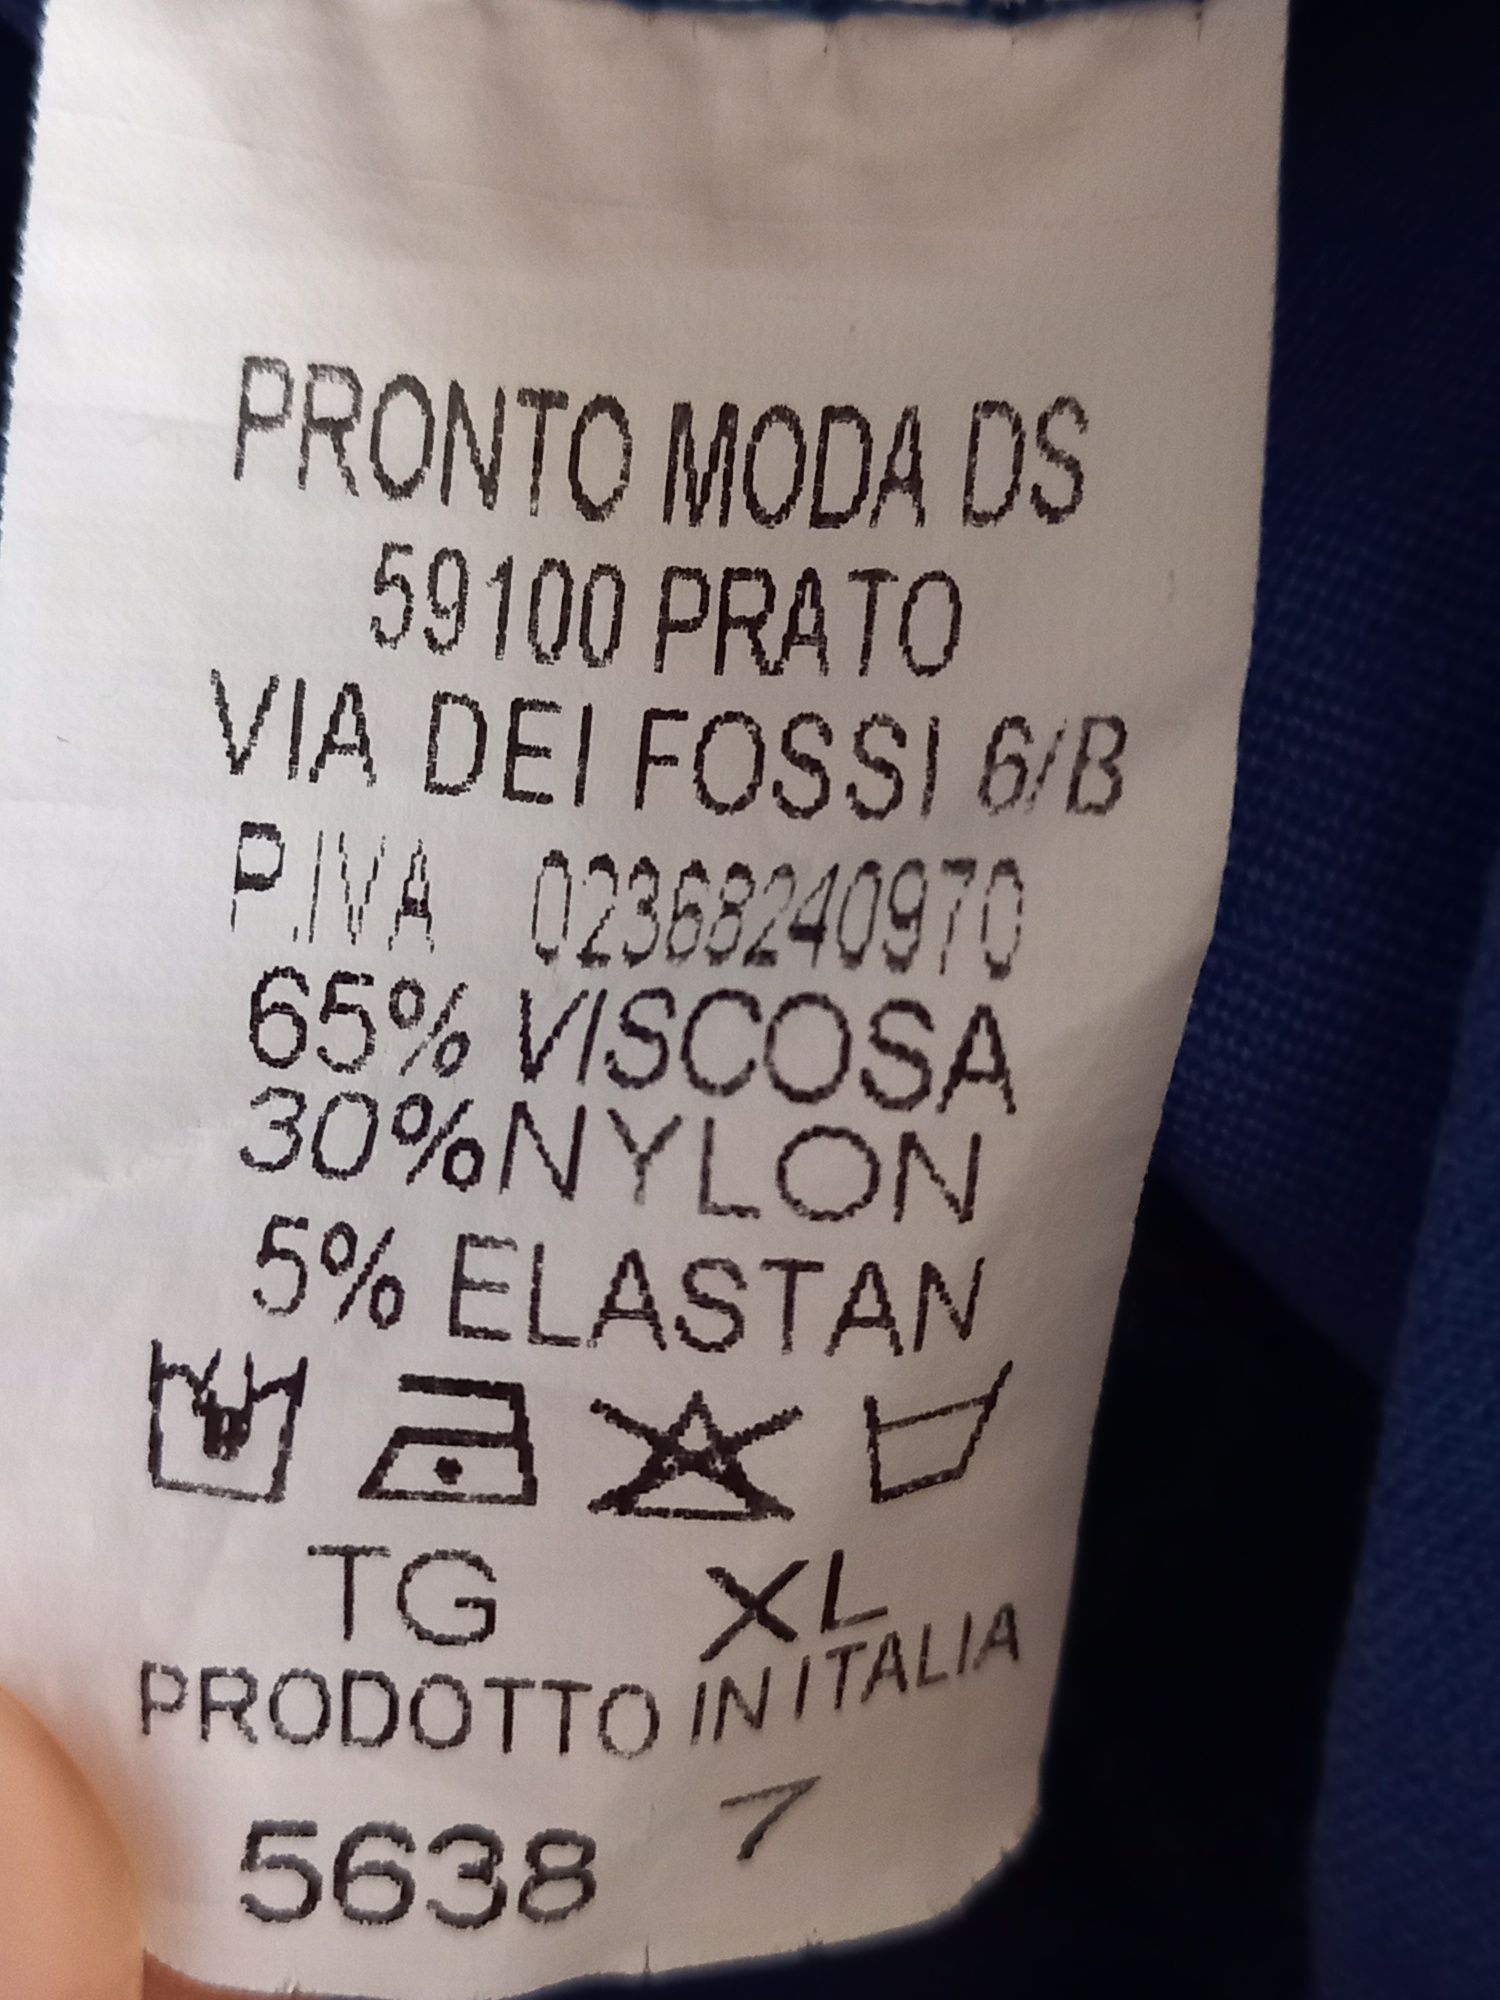 PRONTO MODA DS
59100 PRATO
VIA DEI FOSSI 6/B
P.IVA 02368240970
65% VISCOSA
30% NYLON
5% ELASTAN
TG XL
PRODOTTO IN ITALIA
5638 7